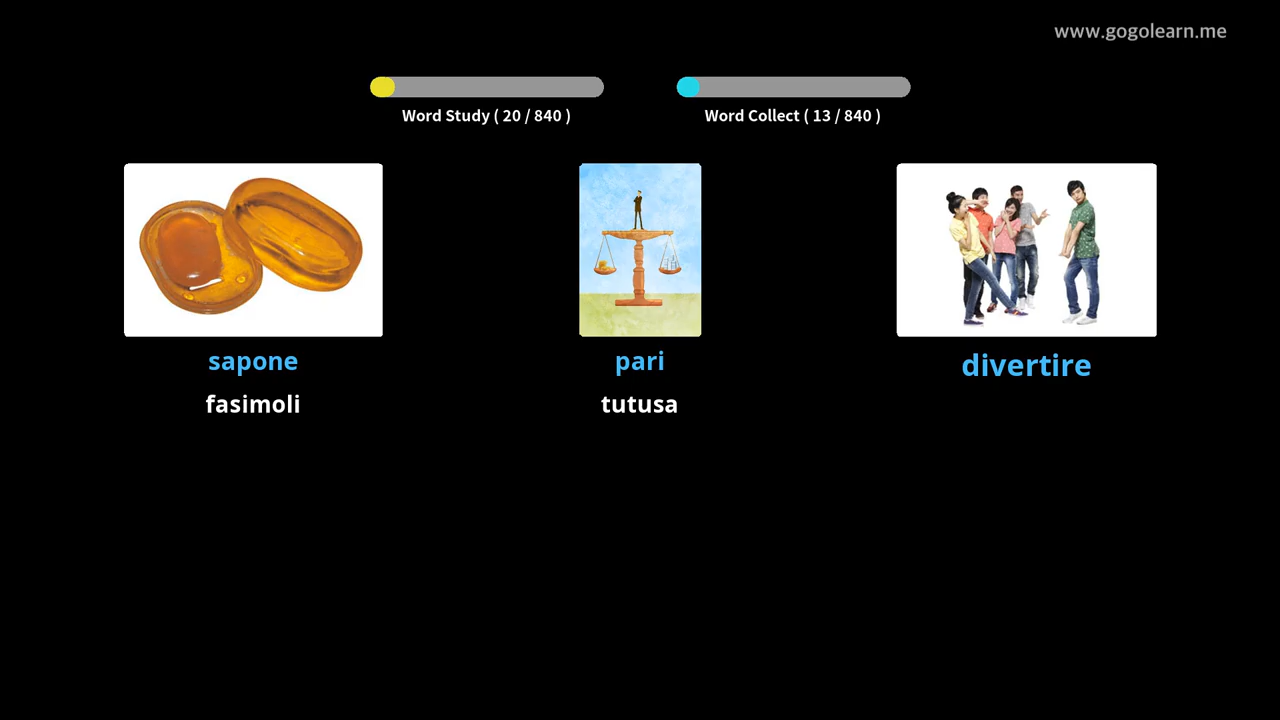 www.gogolearn.me
Word Study ( 20 / 840 )
Word Collect ( 13 / 840 )
sapone
pari
divertire
fasimoli
tutusa